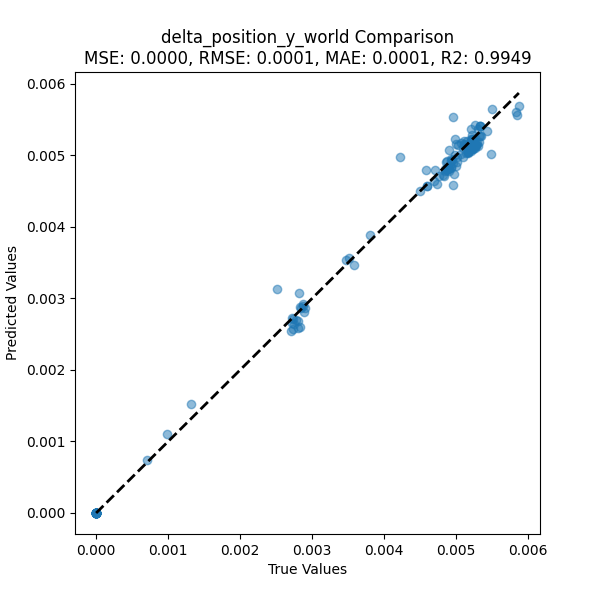 delta_position_y_world Comparison
MSE: 0.0000, RMSE: 0.0001, MAE: 0.0001, R2: 0.9949
0.006
0.005
0.004
0.003
0.002
0.001
0.000
Predicted Values
0.000 0.001 0.002 0.003 0.004 0.005 0.006
True Values